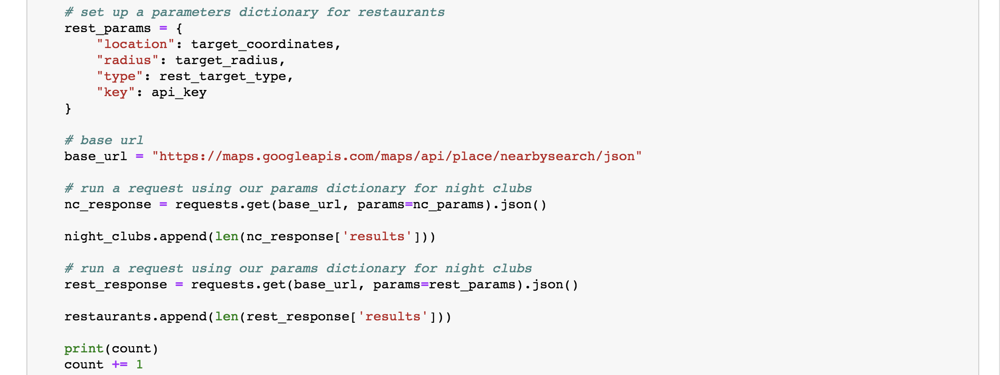 # set up a parameters dictionary for restaurants
rest_params = {
    "location": target_coordinates,
    "radius": target_radius,
    "type": rest_target_type,
    "key": api_key
}
# base url
base_url = "https://maps.googleapis.com/maps/api/place/nearbysearch/json"
# run a request using our params dictionary for night clubs
nc_response = requests.get(base_url, params=nc_params).json()
night_clubs.append(len(nc_response['results']))
# run a request using our params dictionary for night clubs
rest_response = requests.get(base_url, params=rest_params).json()
restaurants.append(len(rest_response['results']))
print(count)
count += 1